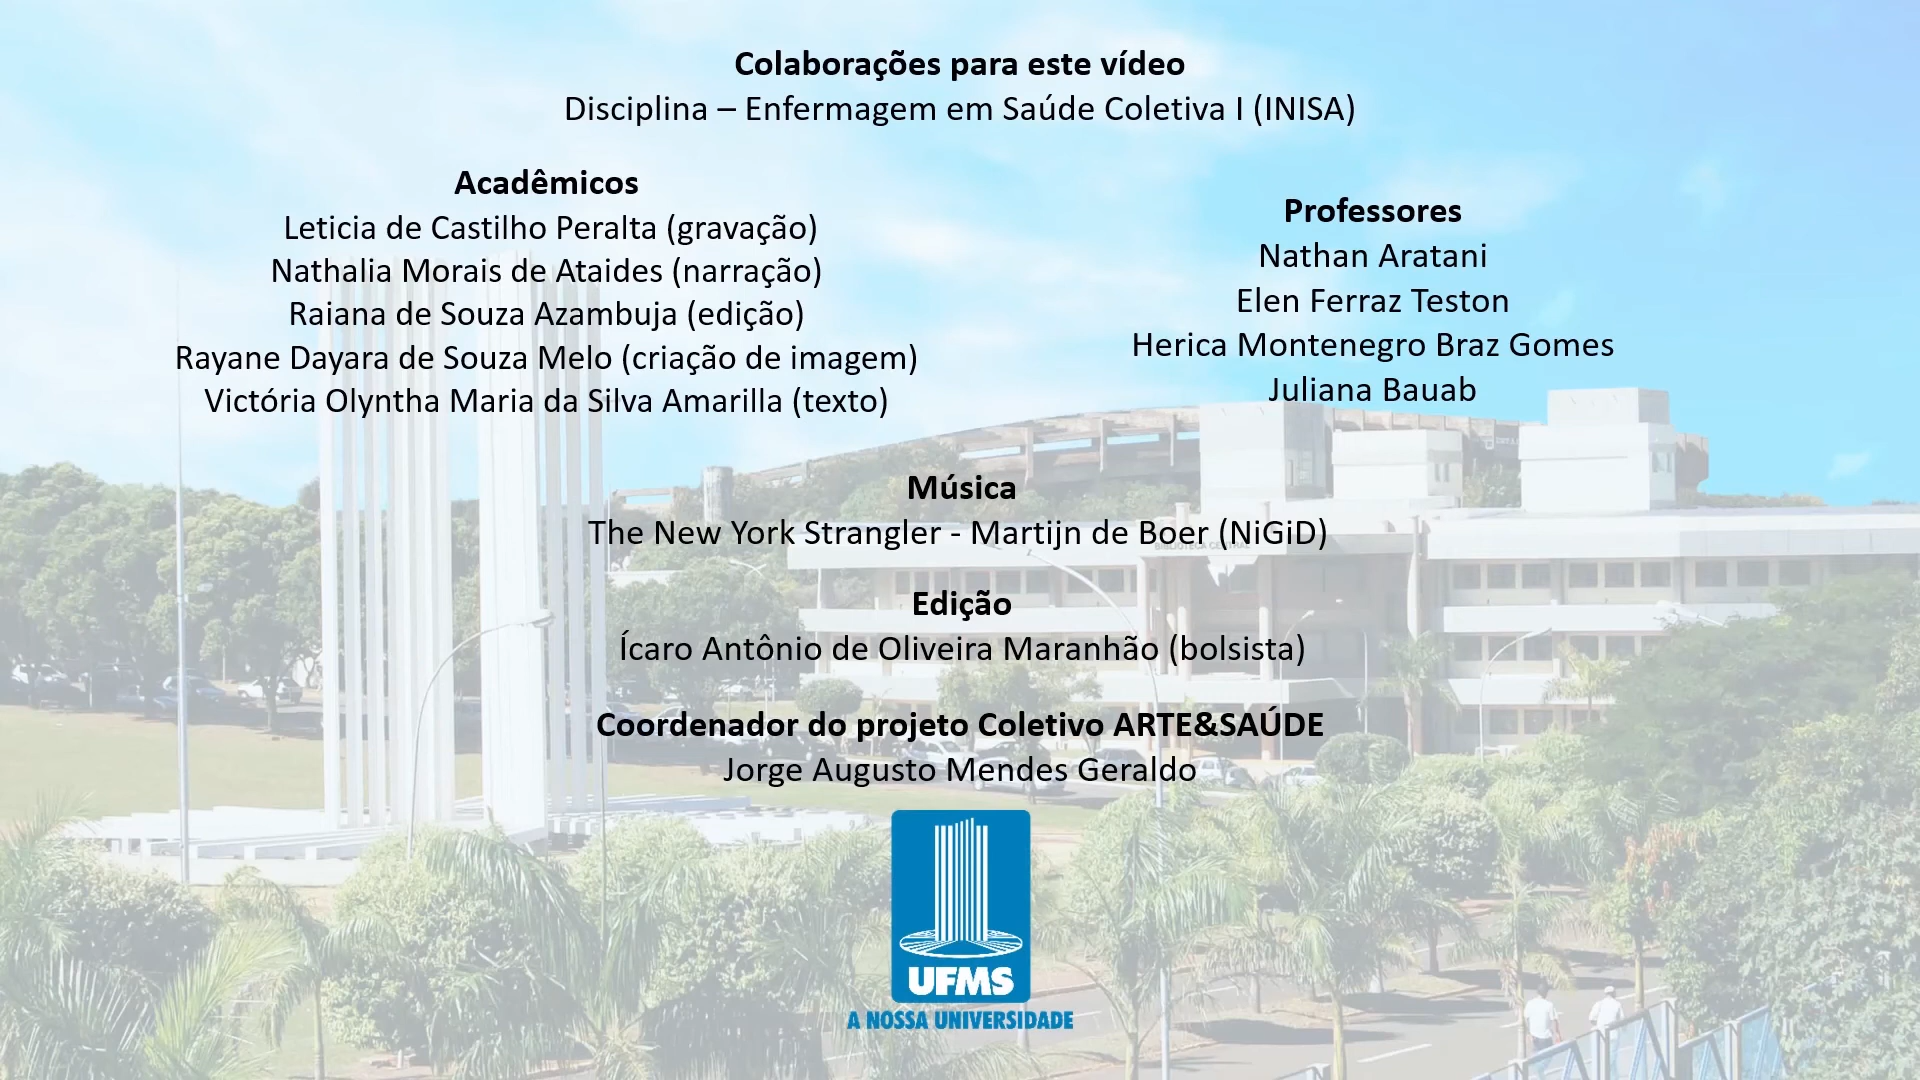 Colaborações para este vídeo
Disciplina – Enfermagem em Saúde Coletiva I (INISA)
Acadêmicos
Leticia de Castilho Peralta (gravação)
Nathalia Morais de Ataides (narração)
Raiana de Souza Azambuja (edição)
Rayane Dayara de Souza Melo (criação de imagem)
Victória Olyntha Maria da Silva Amarilla (texto)
Professores
Nathan Aratani
Elen Ferraz Teston
Herica Montenegro Braz Gomes
Juliana Bauab
Música
The New York Strangler - Martijn de Boer (NiGiD)
BIBLIOTECA CENTRAL
Edição
Ícaro Antônio de Oliveira Maranhão (bolsista)
Coordenador do projeto Coletivo ARTE&SAÚDE
Jorge Augusto Mendes Geraldo
UFMS
A NOSSA UNIVERSIDADE